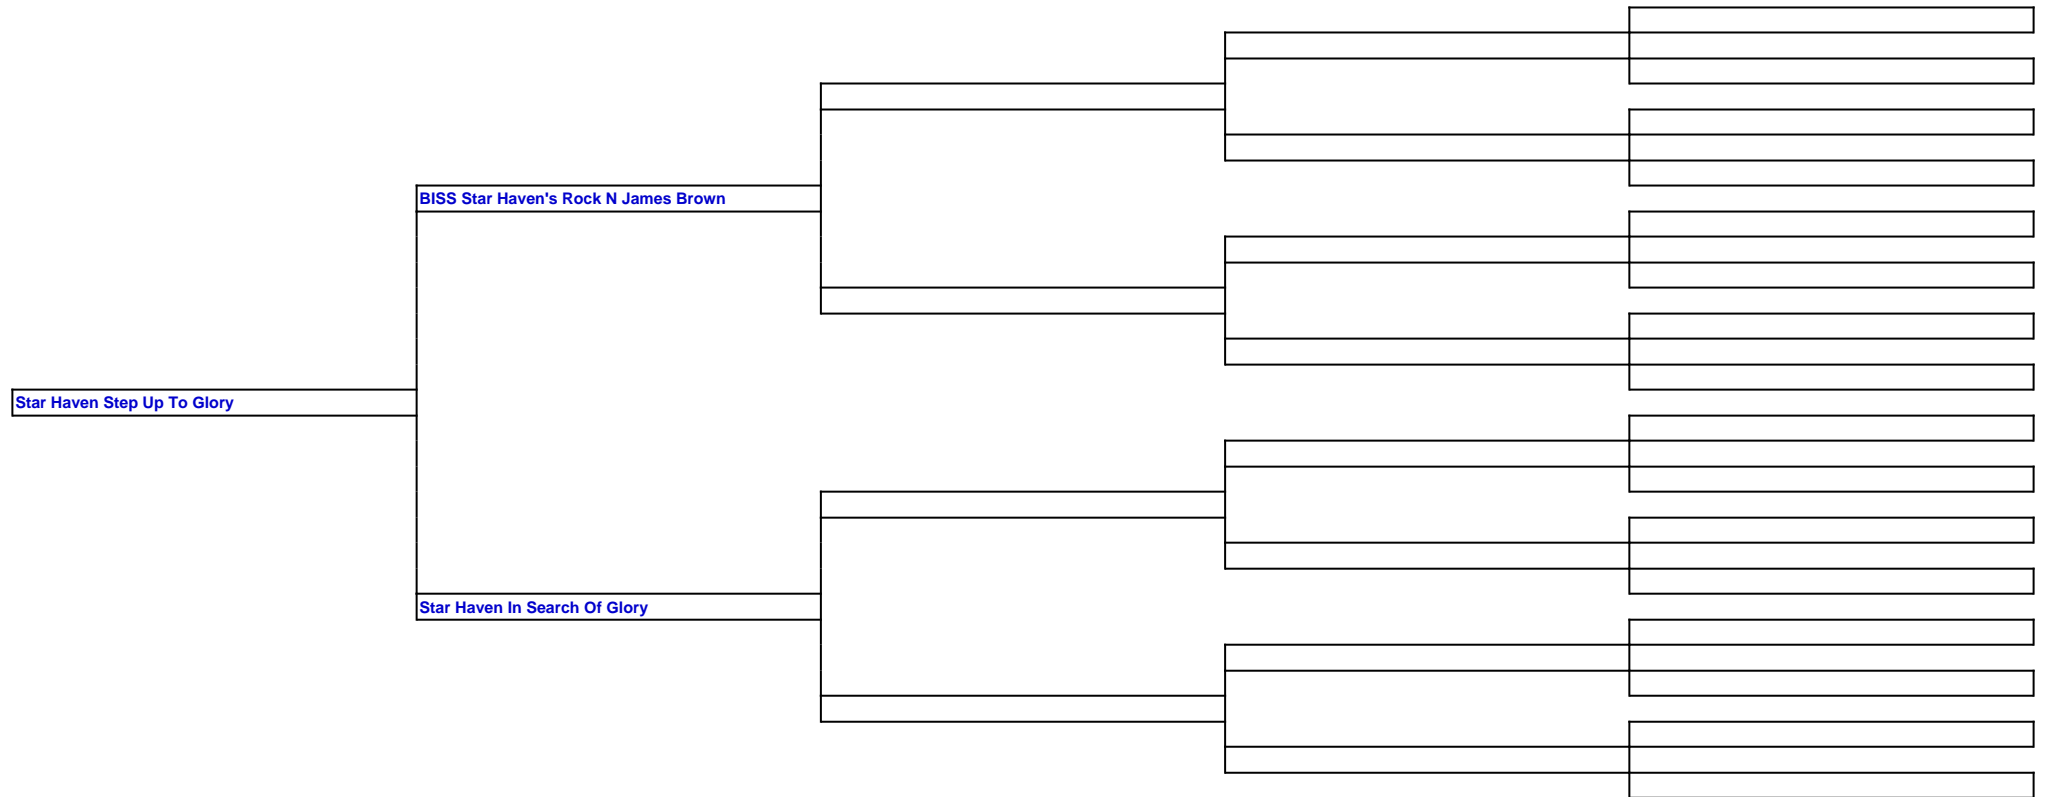 BISS Star Haven's Rock N James Brown
Star Haven Step Up To Glory
Star Haven In Search Of Glory